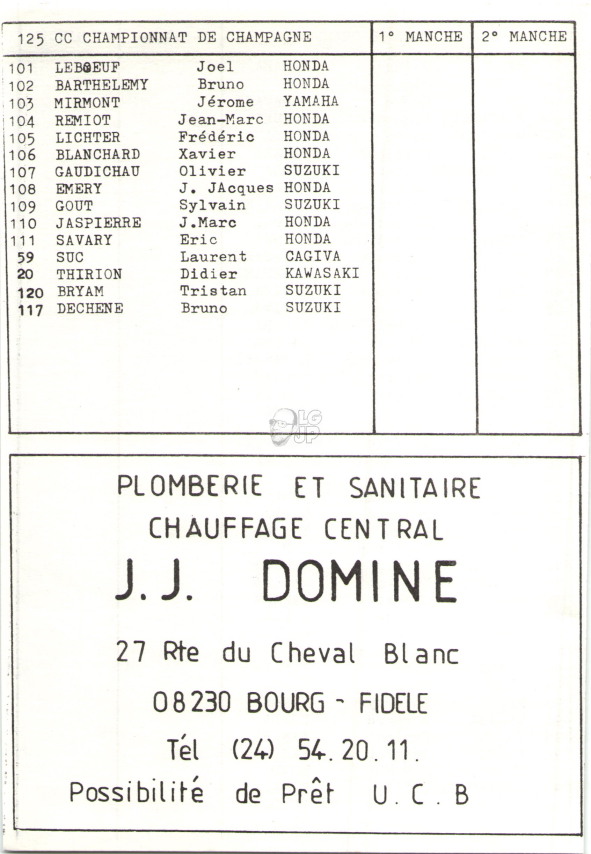 125 CC CHAMPIONNAT DE CHAMPAGNE 1° MANCHE 2° MANCHE
101 LEBŒUF Joel HONDA
102 BARTHELEMY Bruno HONDA
103 MIRMONT Jérome YAMAHA
104 REMIOT Jean-Marc HONDA
105 LICHTER Frédéric HONDA
106 BLANCHARD Xavier HONDA
107 GAUDICHAU Olivier SUZUKI
108 EMERY J. JAcques HONDA
109 GOUT Sylvain SUZUKI
110 JASPIERRE J.Marc HONDA
111 SAVARY Eric HONDA
59 SUC Laurent CAGIVA
20 THIRION Didier KAWASAKI
120 BRYAM Tristan SUZUKI
117 DECHENE Bruno SUZUKI
LG
JP
PLOMBERIE ET SANITAIRE
CHAUFFAGE CENTRAL
J. J. DOMINE
27 Rte du Cheval Blanc
08230 BOURG - FIDELE
Tél (24) 54. 20. 11.
Possibilité de Prêt U. C. B